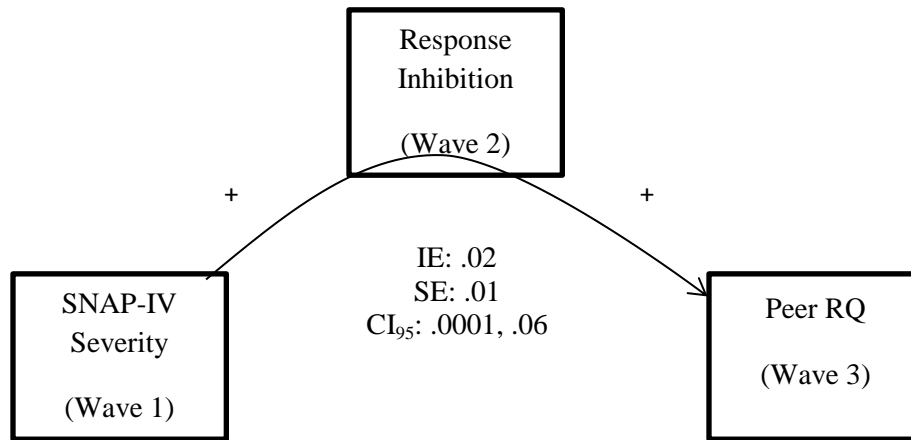 Response
Inhibition
(Wave 2)
+
+
IE: .02
SE: .01
CI₉₅: .0001, .06
SNAP-IV
Severity
(Wave 1)
Peer RQ
(Wave 3)